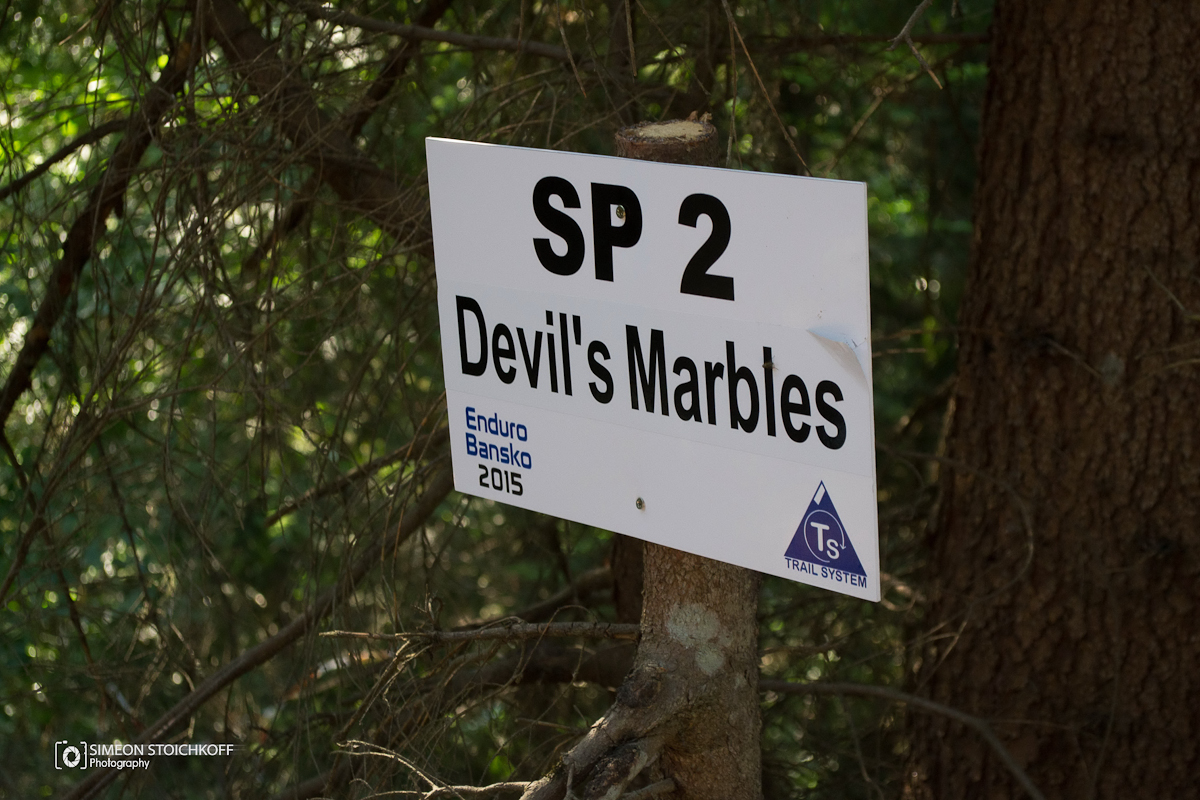 SP 2
Devil's Marbles
Enduro
Bansko
2015
Ts
TRAIL SYSTEM
SIMEON STOICHKOFF
Photography